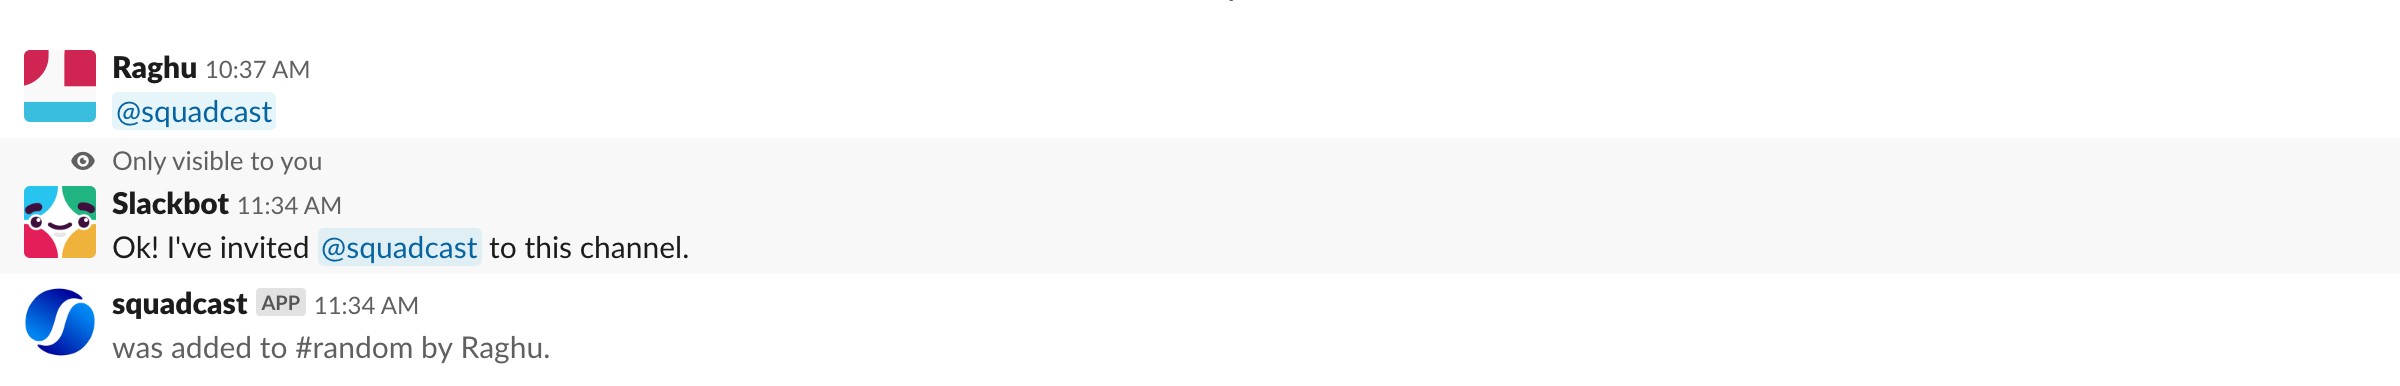 Raghu 10:37 AM
@squadcast
Only visible to you
Slackbot 11:34 AM
Ok! I've invited @squadcast to this channel.
squadcast APP 11:34 AM
was added to #random by Raghu.